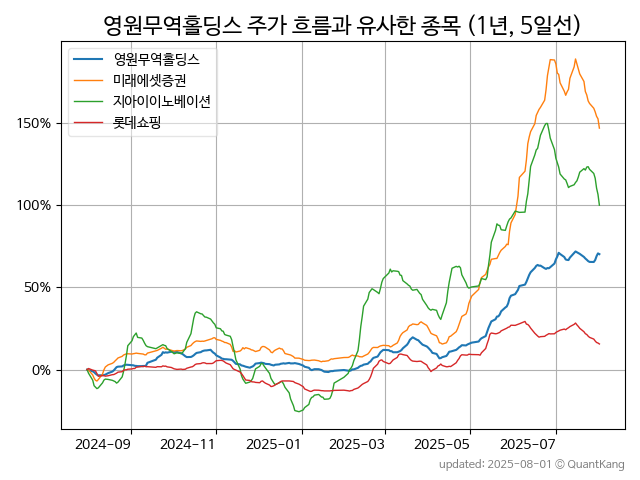 영원무역홀딩스 주가 흐름과 유사한 종목 (1년, 5일선)
영원무역홀딩스
미래에셋증권
지아이이노베이션
롯데쇼핑
150%
100%
50%
0%
2024-09 2024-11 2025-01 2025-03 2025-05 2025-07
updated: 2025-08-01 © QuantKang